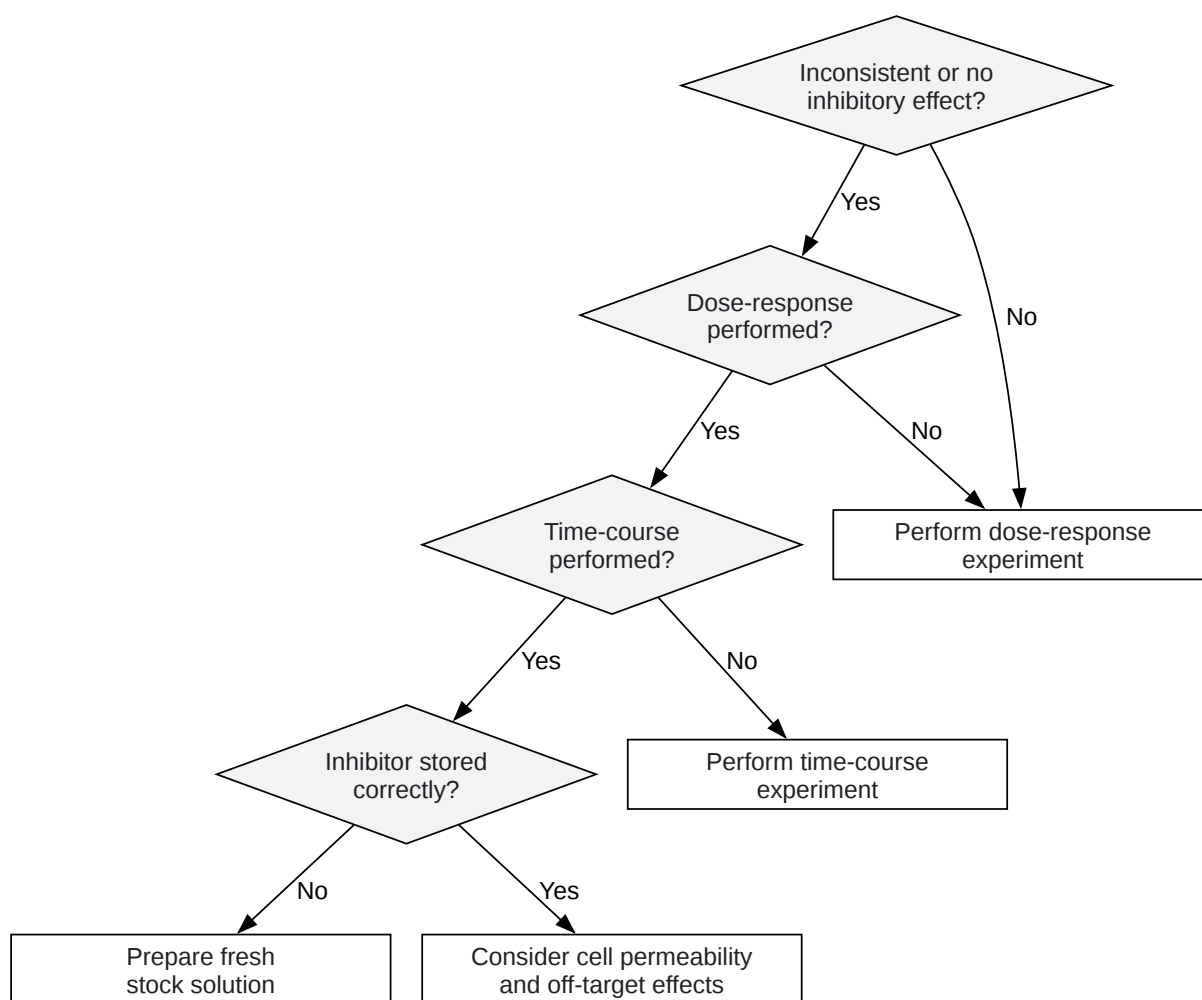 Inconsistent or no
inhibitory effect?
Yes
No
Dose-response
performed?
Yes
No
Time-course
performed?
Perform dose-response
experiment
Yes
No
Inhibitor stored
correctly?
Perform time-course
experiment
No
Yes
Prepare fresh
stock solution
Consider cell permeability
and off-target effects